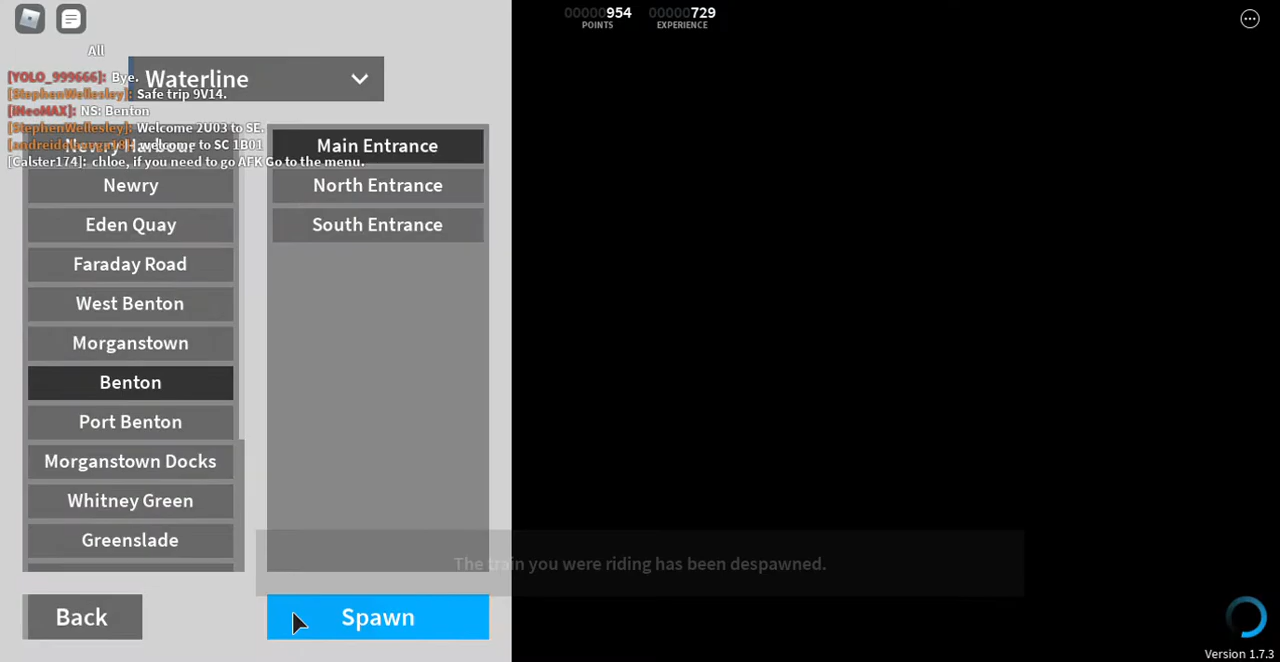 00000954
POINTS
00000729
EXPERIENCE
All
Waterline
[YOLO_999666]: Bye.
[StephenWellesley]: Safe trip 9V14.
[INeoMAX]: NS: Benton
[StephenWellesley]: Welcome 2U03 to SE.
welcome to SC 1B01
[Calster174]: chloe, if you need to go AFK Go to the menu.
Newry Harbour
Newry
Eden Quay
Faraday Road
West Benton
Morganstown
Benton
Port Benton
Morganstown Docks
Whitney Green
Greenslade
Main Entrance
North Entrance
South Entrance
The train you were riding has been despawned.
Back
Spawn
Version 1.7.3